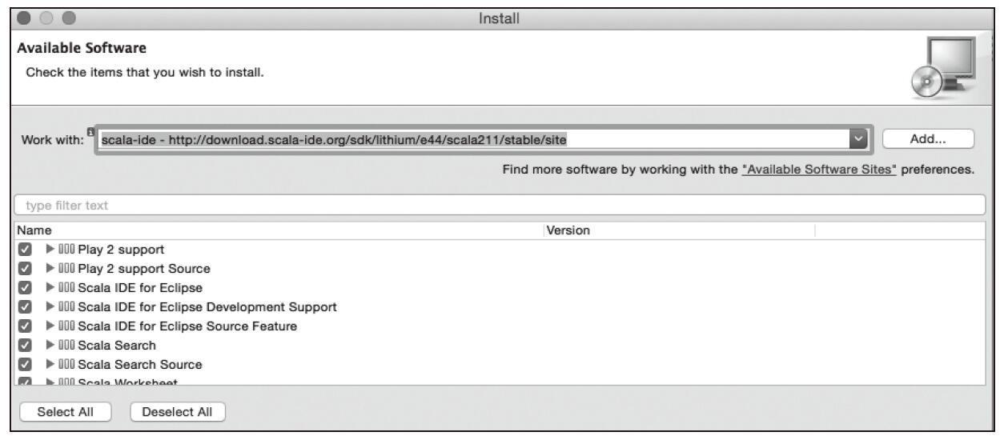 Install
Available Software
Check the items that you wish to install.
Work with: scala-ide - http://download.scala-ide.org/sdk/lithium/e44/scala211/stable/site Add...
Find more software by working with the "Available Software Sites" preferences.
type filter text
Name Version
Play 2 support
Play 2 support Source
Scala IDE for Eclipse
Scala IDE for Eclipse Development Support
Scala IDE for Eclipse Source Feature
Scala Search
Scala Search Source
Scala Worksheet
Select All Deselect All